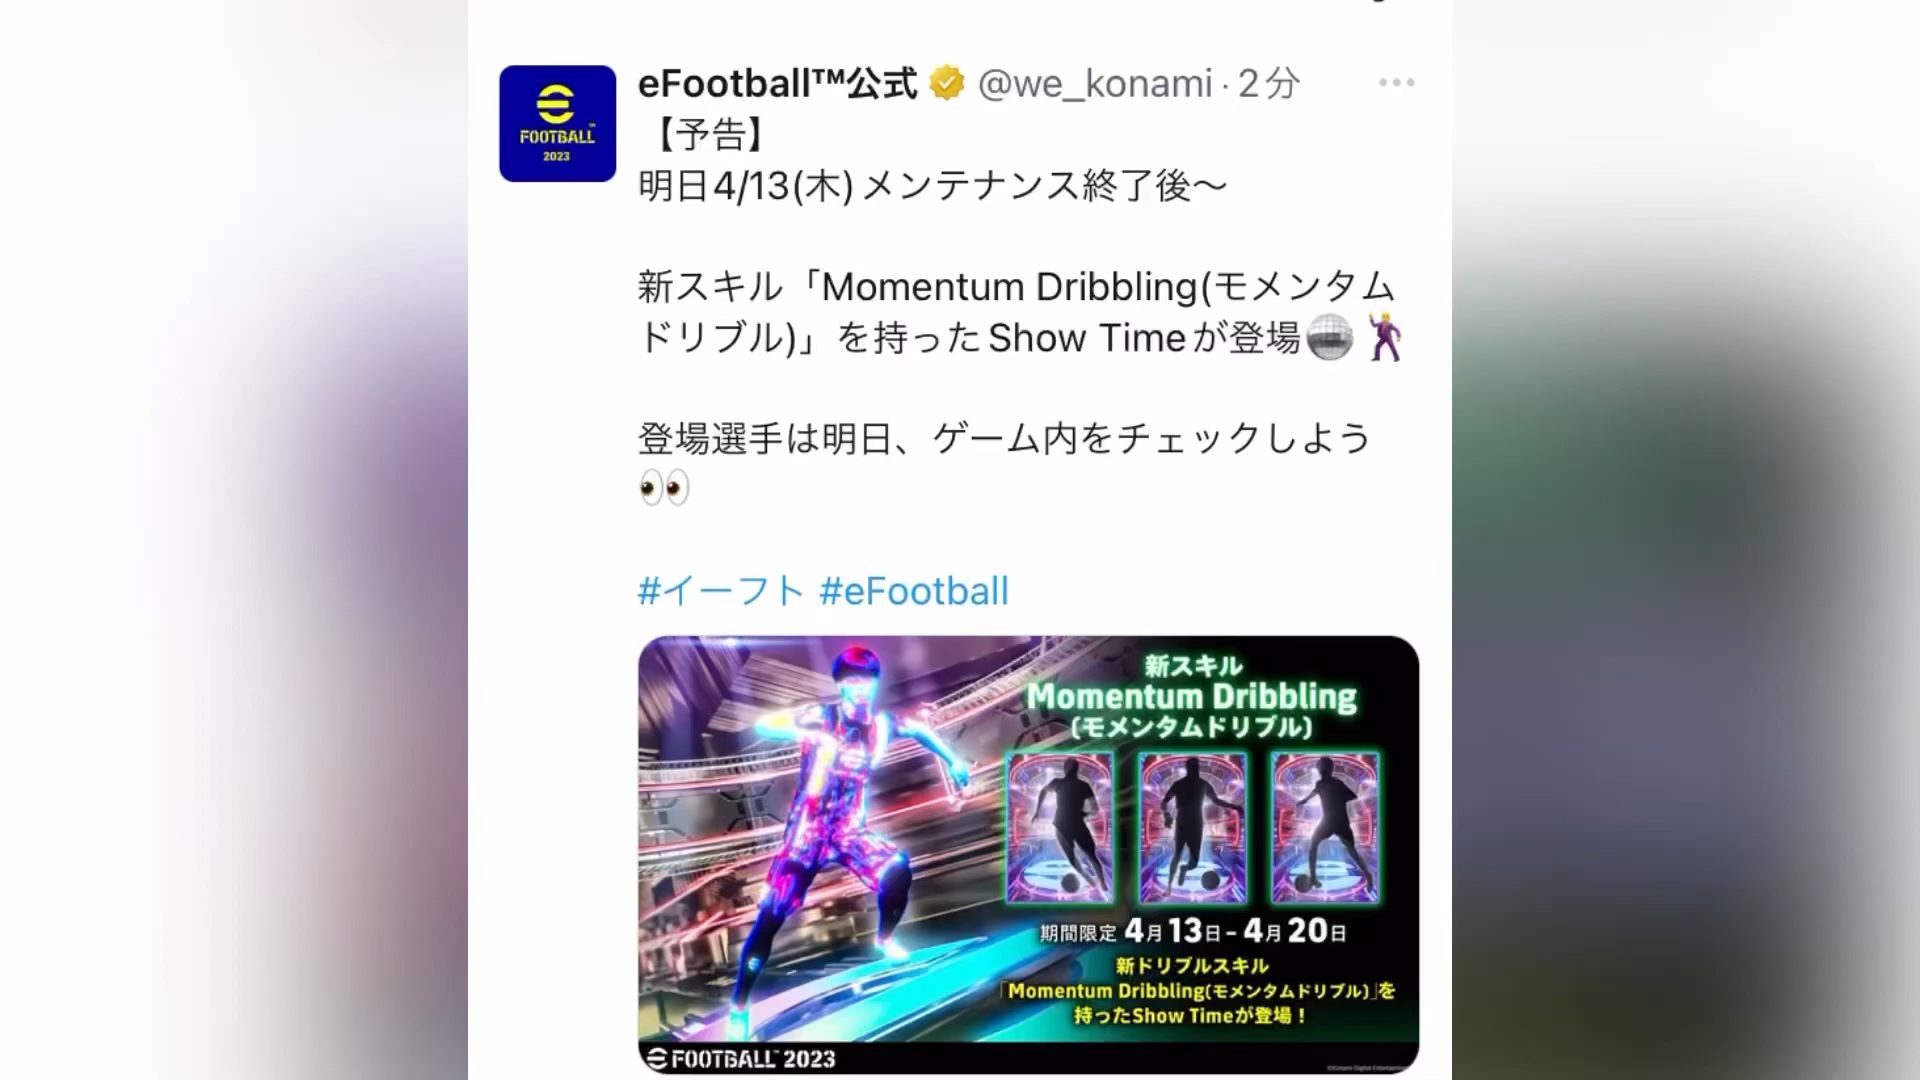 FOOTBALL™
2023
eFootball™公式 @we_konami · 2分
【予告】
明日4/13(木)メンテナンス終了後〜
新スキル「Momentum Dribbling(モメンタム
ドリブル)」を持ったShow Timeが登場🪩🕺
登場選手は明日、ゲーム内をチェックしよう
👀
#イーフト #eFootball
新スキル
Momentum Dribbling
(モメンタムドリブル)
期間限定 4月13日-4月20日
新ドリブルスキル
「Momentum Dribbling(モメンタムドリブル)」を
持ったShow Timeが登場！
FOOTBALL™ 2023